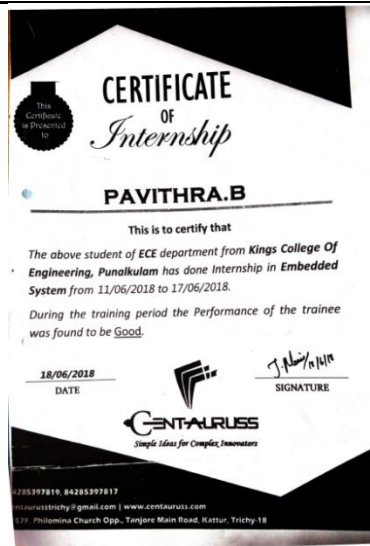 This
Certificate
is Presented
to
CERTIFICATE
OF
Internship
PAVITHRA.B
This is to certify that
The above student of ECE department from Kings College Of
Engineering, Punalkulam has done Internship in Embedded
System from 11/06/2018 to 17/06/2018.
During the training period the Performance of the trainee
was found to be Good.
18/06/2018
DATE
SIGNATURE
CENTAURUSS
Simple Ideas for Complex Innovators
4285397819, 84285397817
ntaurusstrichy@gmail.com | www.centauruss.com
57F, Philomina Church Opp., Tanjore Main Road, Kattur, Trichy-18